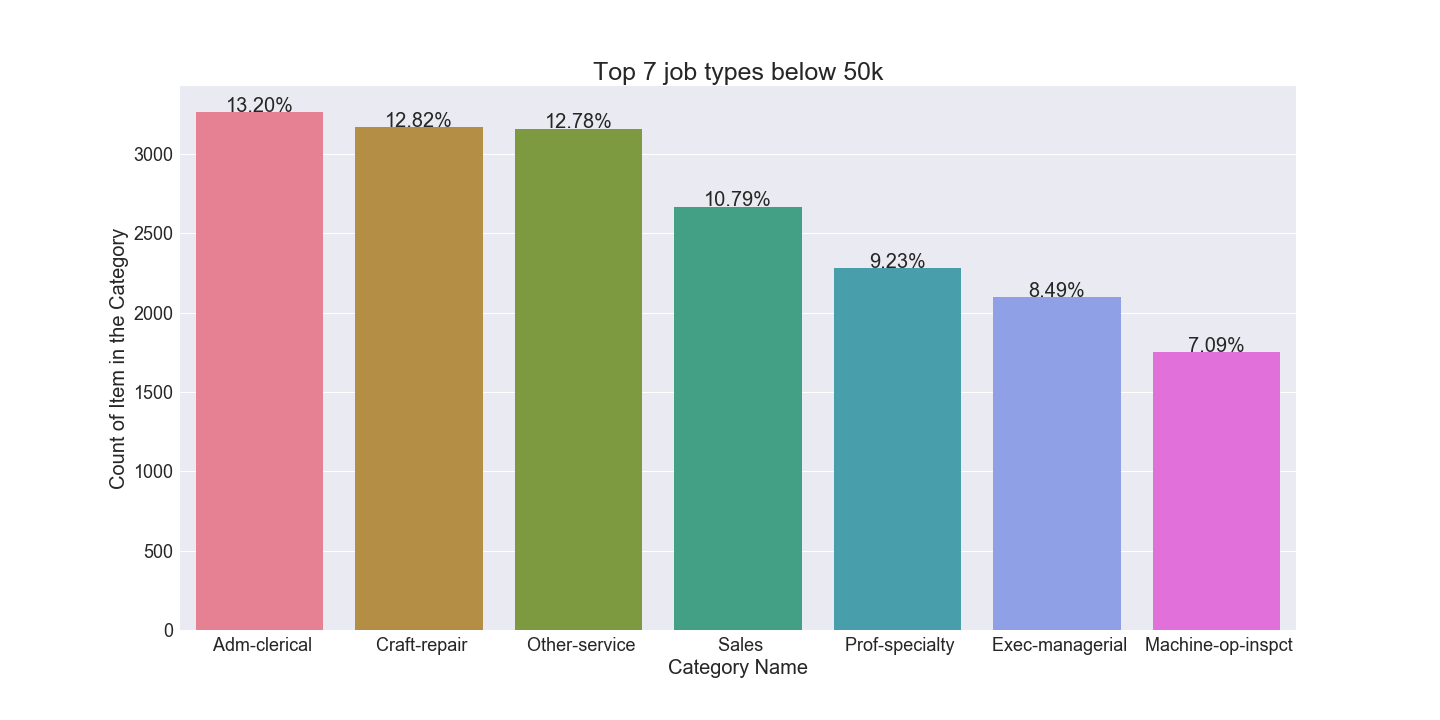 Top 7 job types below 50k
13.20%
12.82%
12.78%
10.79%
9.23%
8.49%
7.09%
3000
2500
2000
1500
1000
500
0
Count of Item in the Category
Adm-clerical
Craft-repair
Other-service
Sales
Prof-specialty
Exec-managerial
Machine-op-inspct
Category Name